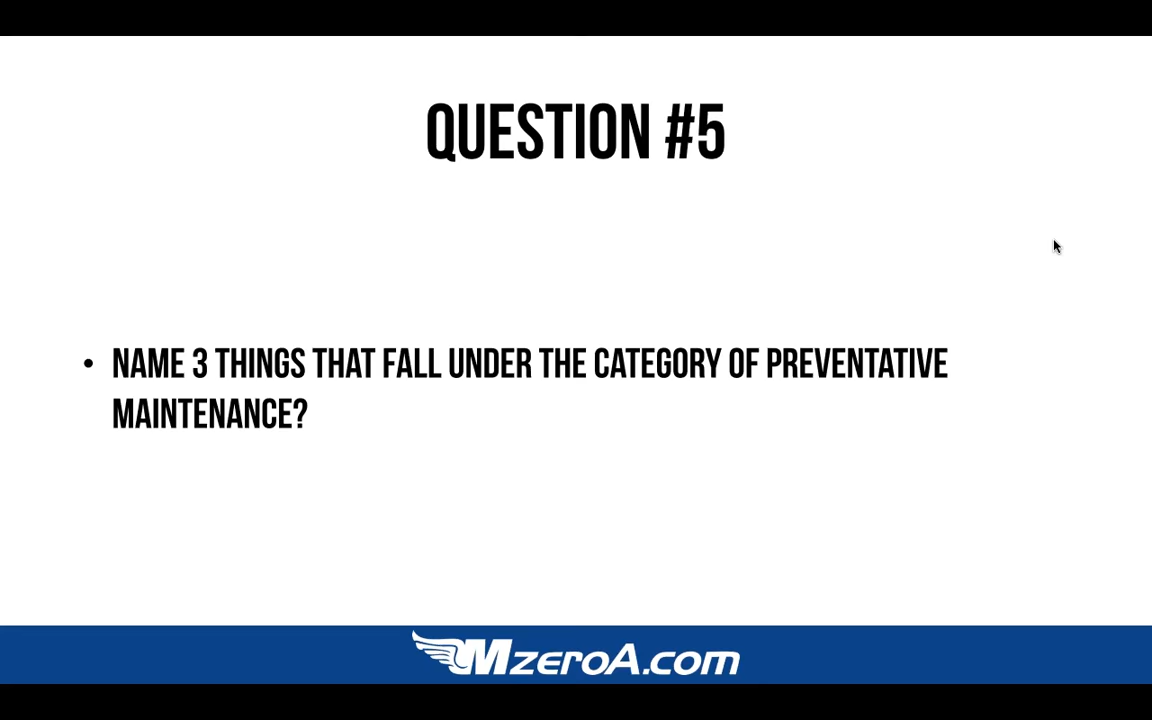 QUESTION #5
• NAME 3 THINGS THAT FALL UNDER THE CATEGORY OF PREVENTATIVE
MAINTENANCE?
MzeroA.com